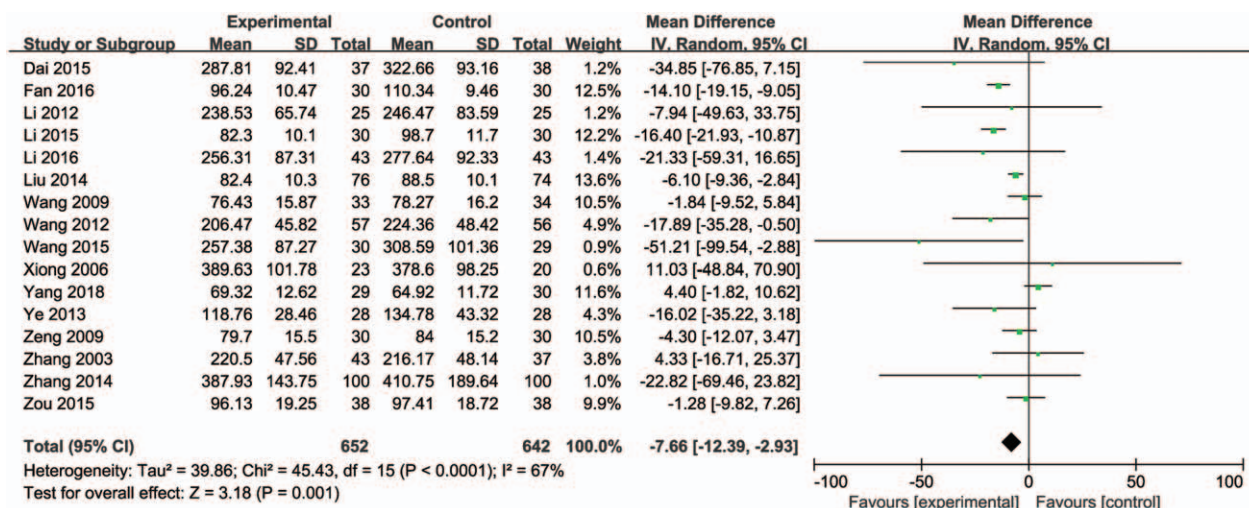 Experimental Control Mean Difference Mean Difference
Study or Subgroup Mean SD Total Mean SD Total Weight IV. Random. 95% CI IV. Random. 95% CI
Dai 2015 287.81 92.41 37 322.66 93.16 38 1.2% -34.85 [-76.85, 7.15]
Fan 2016 96.24 10.47 30 110.34 9.46 30 12.5% -14.10 [-19.15, -9.05]
Li 2012 238.53 65.74 25 246.47 83.59 25 1.2% -7.94 [-49.63, 33.75]
Li 2015 82.3 10.1 30 98.7 11.7 30 12.2% -16.40 [-21.93, -10.87]
Li 2016 256.31 87.31 43 277.64 92.33 43 1.4% -21.33 [-59.31, 16.65]
Liu 2014 82.4 10.3 76 88.5 10.1 74 13.6% -6.10 [-9.36, -2.84]
Wang 2009 76.43 15.87 33 78.27 16.2 34 10.5% -1.84 [-9.52, 5.84]
Wang 2012 206.47 45.82 57 224.36 48.42 56 4.9% -17.89 [-35.28, -0.50]
Wang 2015 257.38 87.27 30 308.59 101.36 29 0.9% -51.21 [-99.54, -2.88]
Xiong 2006 389.63 101.78 23 378.6 98.25 20 0.6% 11.03 [-48.84, 70.90]
Yang 2018 69.32 12.62 29 64.92 11.72 30 11.6% 4.40 [-1.82, 10.62]
Ye 2013 118.76 28.46 28 134.78 43.32 28 4.3% -16.02 [-35.22, 3.18]
Zeng 2009 79.7 15.5 30 84 15.2 30 10.5% -4.30 [-12.07, 3.47]
Zhang 2003 220.5 47.56 43 216.17 48.14 37 3.8% 4.33 [-16.71, 25.37]
Zhang 2014 387.93 143.75 100 410.75 189.64 100 1.0% -22.82 [-69.46, 23.82]
Zou 2015 96.13 19.25 38 97.41 18.72 38 9.9% -1.28 [-9.82, 7.26]
Total (95% CI) 652 642 100.0% -7.66 [-12.39, -2.93]
Heterogeneity: Tau² = 39.86; Chi² = 45.43, df = 15 (P < 0.0001); I² = 67%
Test for overall effect: Z = 3.18 (P = 0.001)
-100 -50 0 50 100
Favours [experimental] Favours [control]